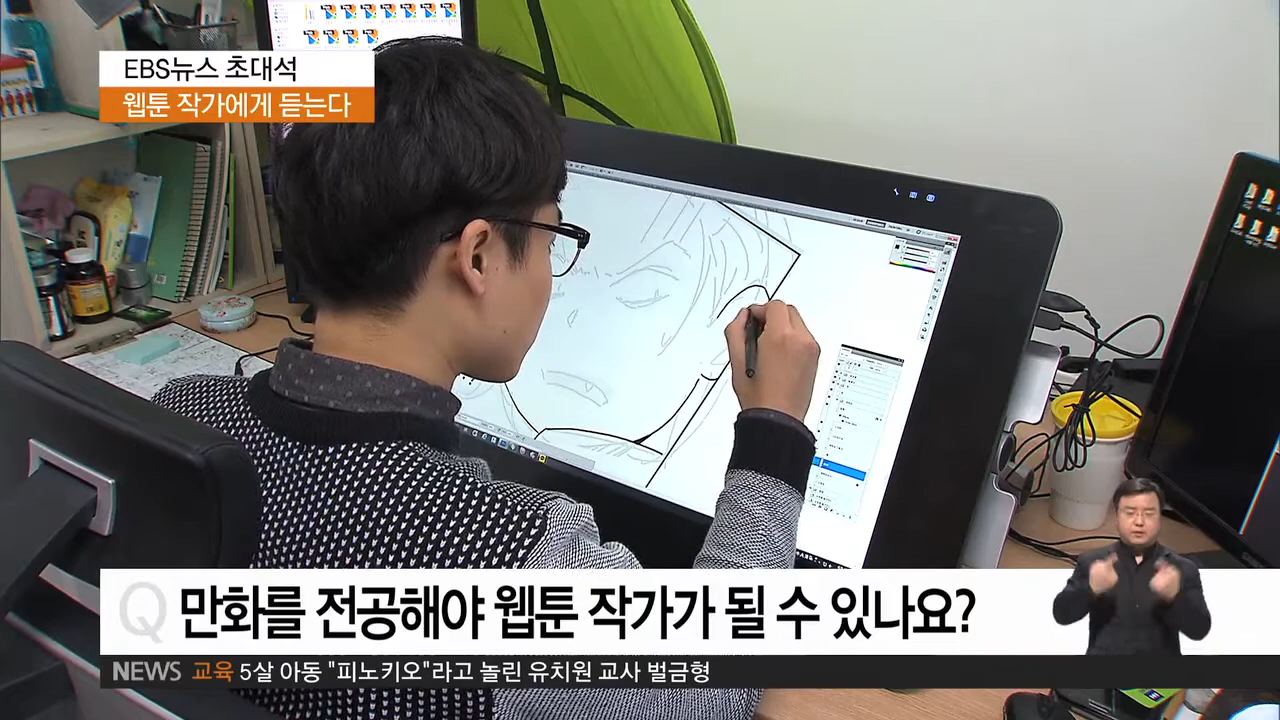 EBS뉴스 초대석
웹툰 작가에게 듣는다
Q 만화를 전공해야 웹툰 작가가 될 수 있나요?
NEWS 교육 5살 아동 "피노키오"라고 놀린 유치원 교사 벌금형